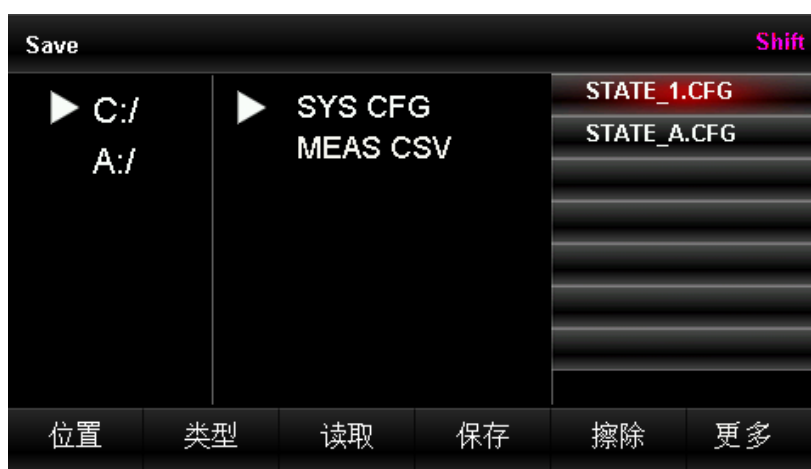 Save
Shift
C:/
A:/
SYS CFG
MEAS CSV
STATE_1.CFG
STATE_A.CFG
位置 类型 读取 保存 擦除 更多